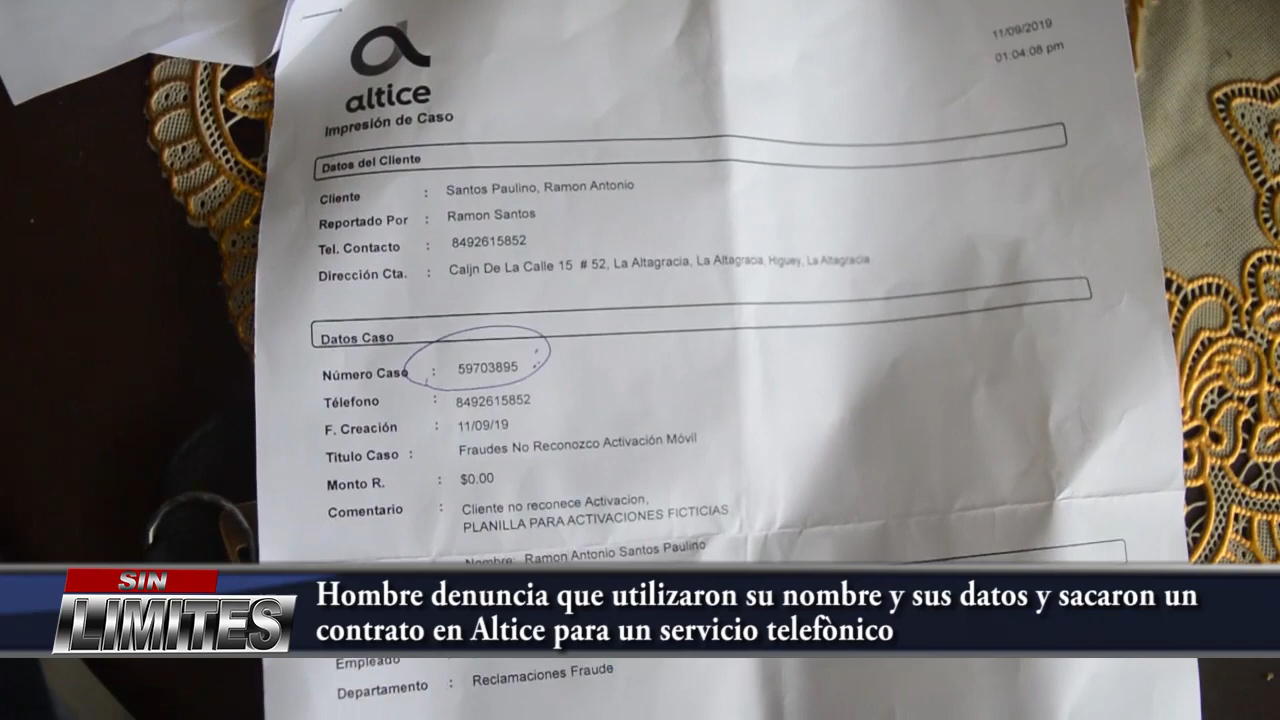 altice
Impresión de Caso
11/09/2019
01:04:08 pm
Datos del Cliente
Cliente : Santos Paulino, Ramon Antonio
Reportado Por : Ramon Santos
Tel. Contacto : 8492615852
Dirección Cta. : Caljn De La Calle 15 # 52, La Altagracia, La Altagracia, Higuey, La Altagracia
Datos Caso
Número Caso : 59703895
Télefono : 8492615852
F. Creación : 11/09/19
Titulo Caso : Fraudes No Reconozco Activación Móvil
Monto R. : $0.00
Comentario : Cliente no reconece Activacion,
PLANILLA PARA ACTIVACIONES FICTICIAS
Nombre: Ramon Antonio Santos Paulino
SIN
LIMITES
Hombre denuncia que utilizaron su nombre y sus datos y sacaron un
contrato en Altice para un servicio telefònico
Empleado
Departamento : Reclamaciones Fraude